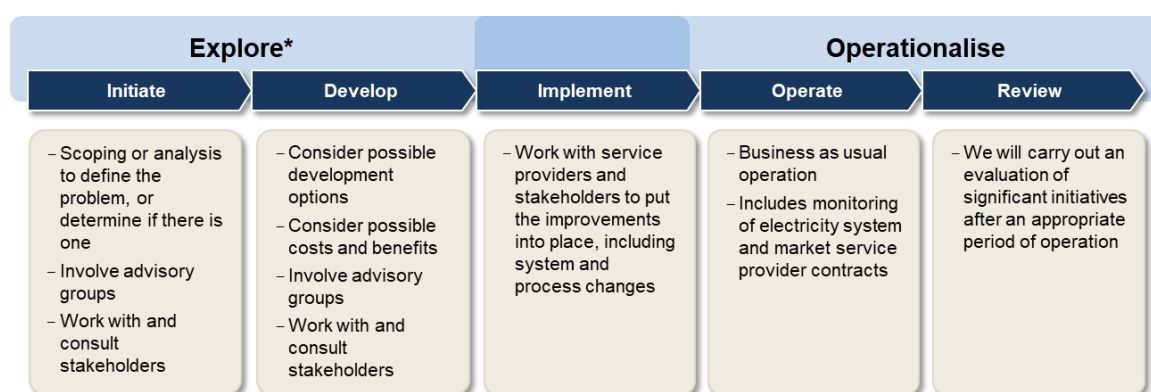 Explore*
Operationalise
Initiate
Develop
Implement
Operate
Review
– Scoping or analysis
to define the
problem, or
determine if there is
one
– Involve advisory
groups
– Work with and
consult
stakeholders
– Consider possible
development
options
– Consider possible
costs and benefits
– Involve advisory
groups
– Work with and
consult
stakeholders
– Work with service
providers and
stakeholders to put
the improvements
into place, including
system and
process changes
– Business as usual
operation
– Includes monitoring
of electricity system
and market service
provider contracts
– We will carry out an
evaluation of
significant initiatives
after an appropriate
period of operation